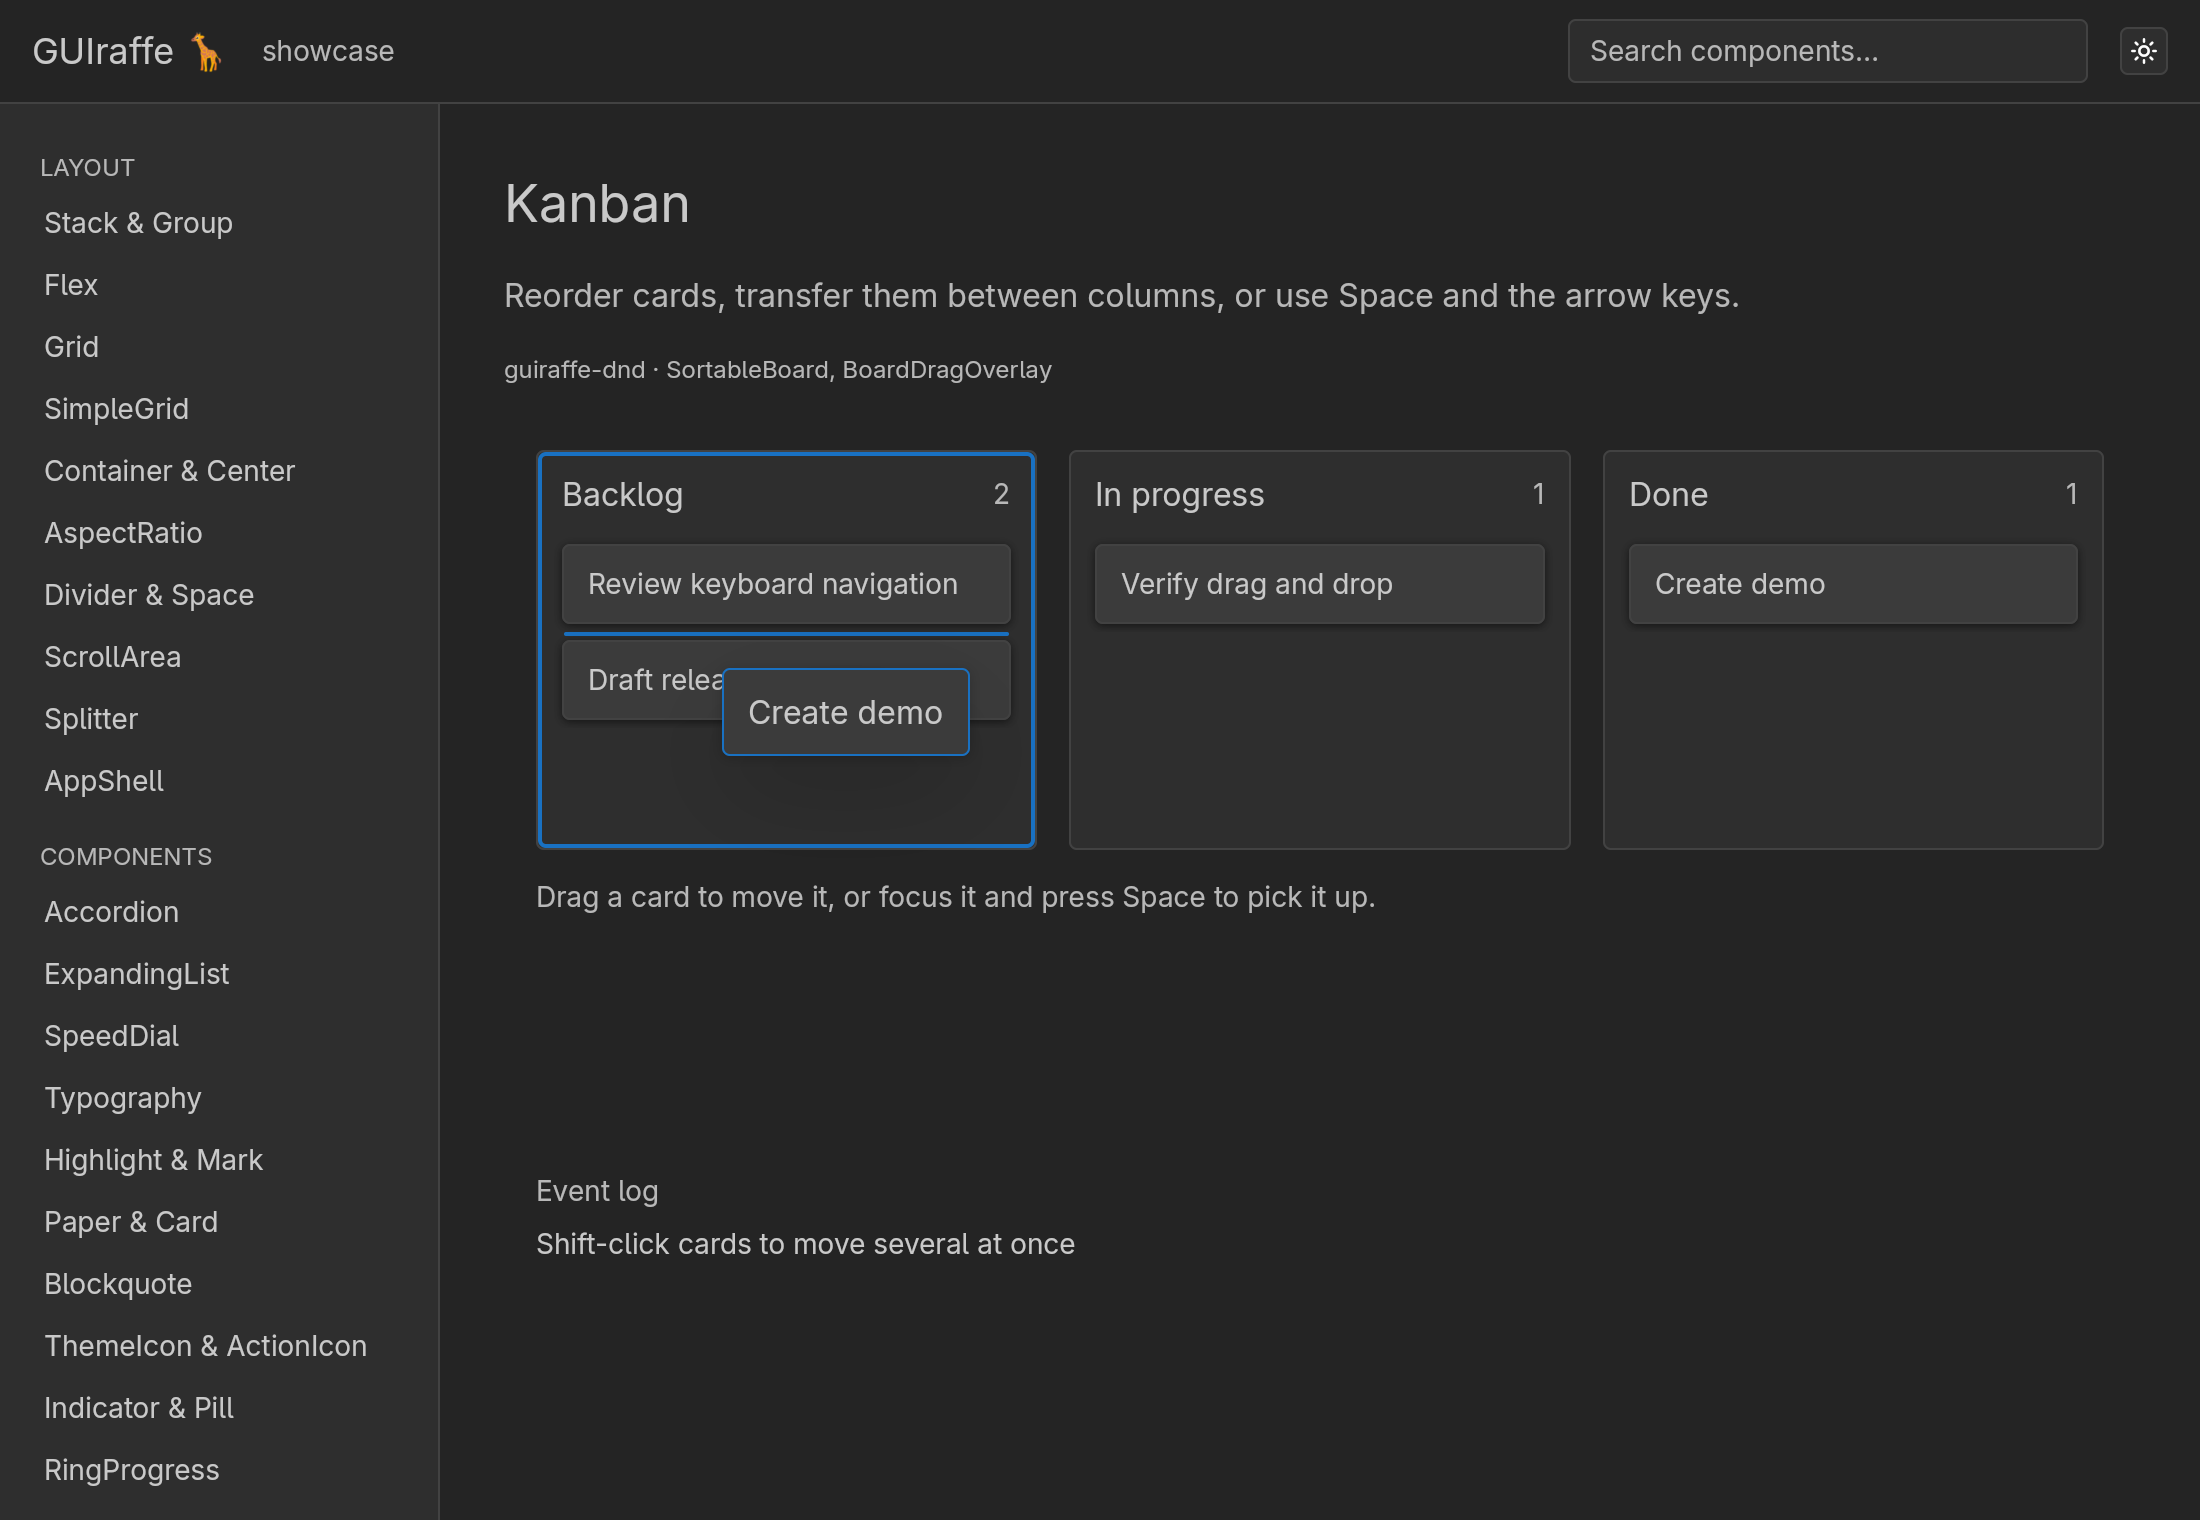 GUIraffe 🦒 showcase
Search components...
LAYOUT
Stack & Group
Flex
Grid
SimpleGrid
Container & Center
AspectRatio
Divider & Space
ScrollArea
Splitter
AppShell
COMPONENTS
Accordion
ExpandingList
SpeedDial
Typography
Highlight & Mark
Paper & Card
Blockquote
ThemeIcon & ActionIcon
Indicator & Pill
RingProgress
Kanban
Reorder cards, transfer them between columns, or use Space and the arrow keys.
guiraffe-dnd · SortableBoard, BoardDragOverlay
Backlog 2
Review keyboard navigation
Draft
Create demo
In progress 1
Verify drag and drop
Done 1
Create demo
Drag a card to move it, or focus it and press Space to pick it up.
Event log
Shift-click cards to move several at once